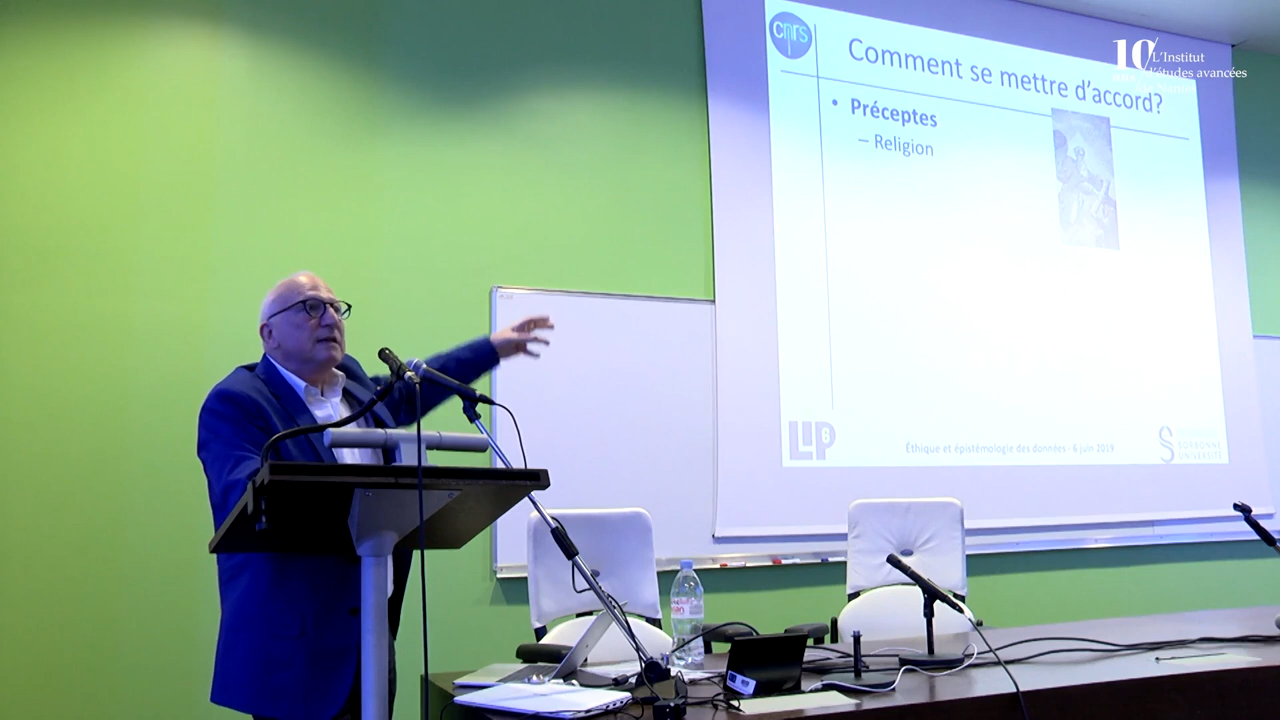 cnrs
10
L'Institut
d'études avancées
Comment se mettre d'accord?
• Préceptes
– Religion
LIP6
Éthique et épistémologie des données - 6 juin 2019
SORBONNE
UNIVERSITÉ